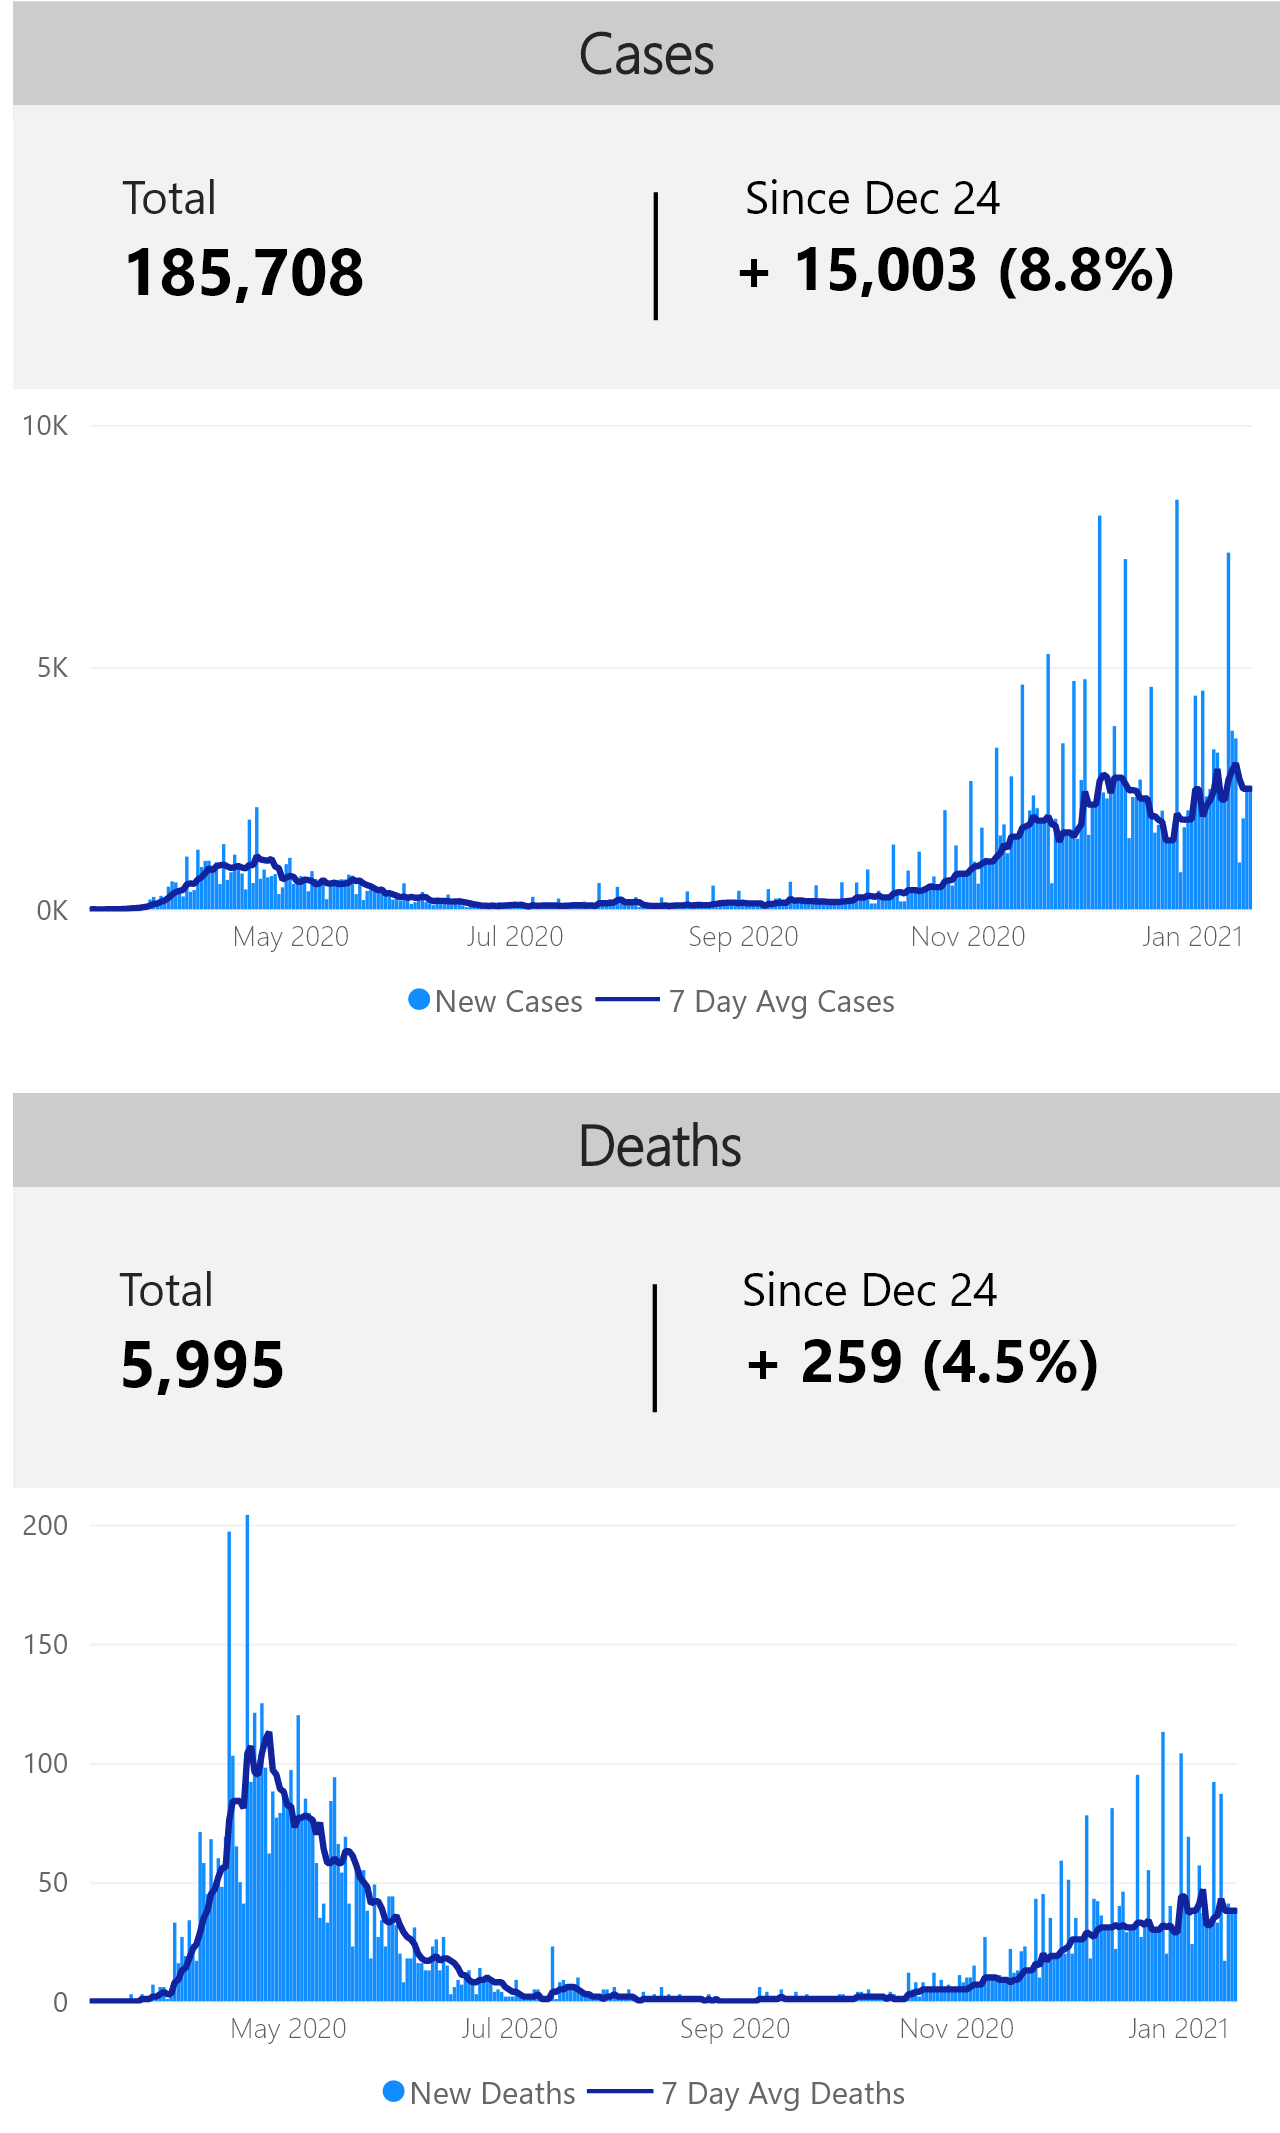 Cases
Total
Since Dec 24
185,708
+ 15,003 (8.8%)
10K
5K
0K
May 2020
Jul 2020
Sep 2020
Nov 2020
Jan 2021
New Cases
7 Day Avg Cases
Deaths
Total
Since Dec 24
5,995
+ 259 (4.5%)
200
150
100
50
0
May 2020
Jul 2020
Sep 2020
Nov 2020
Jan 2021
New Deaths
7 Day Avg Deaths